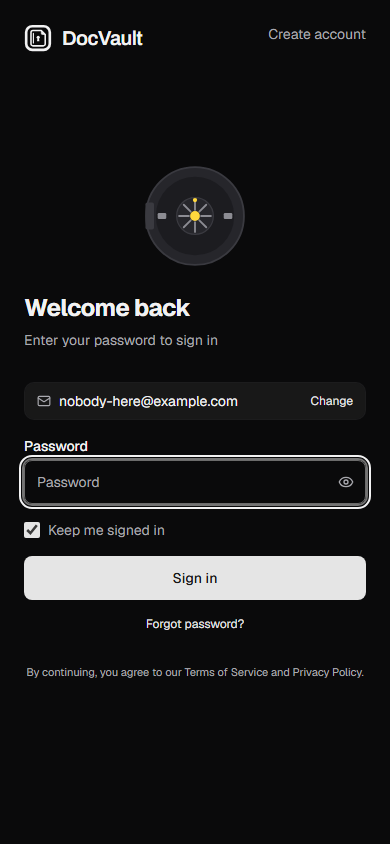 DocVault
Create account
Welcome back
Enter your password to sign in
nobody-here@example.com
Change
Password
Password
Keep me signed in
Sign in
Forgot password?
By continuing, you agree to our Terms of Service and Privacy Policy.